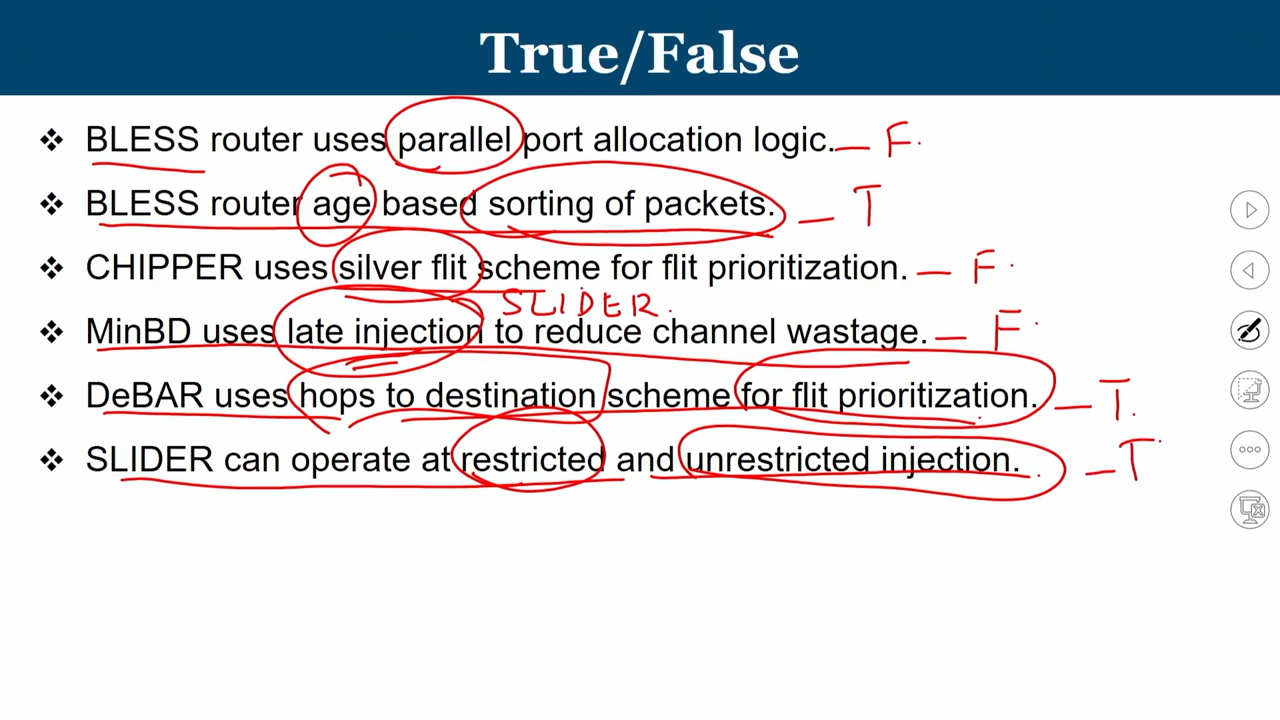 True/False
❖ BLESS router uses parallel port allocation logic. – F.
❖ BLESS router age based sorting of packets. – T
❖ CHIPPER uses silver flit scheme for flit prioritization. – F.
SLIDER.
❖ MinBD uses late injection to reduce channel wastage. – F.
❖ DeBAR uses hops to destination scheme for flit prioritization. – T.
❖ SLIDER can operate at restricted and unrestricted injection. – T.